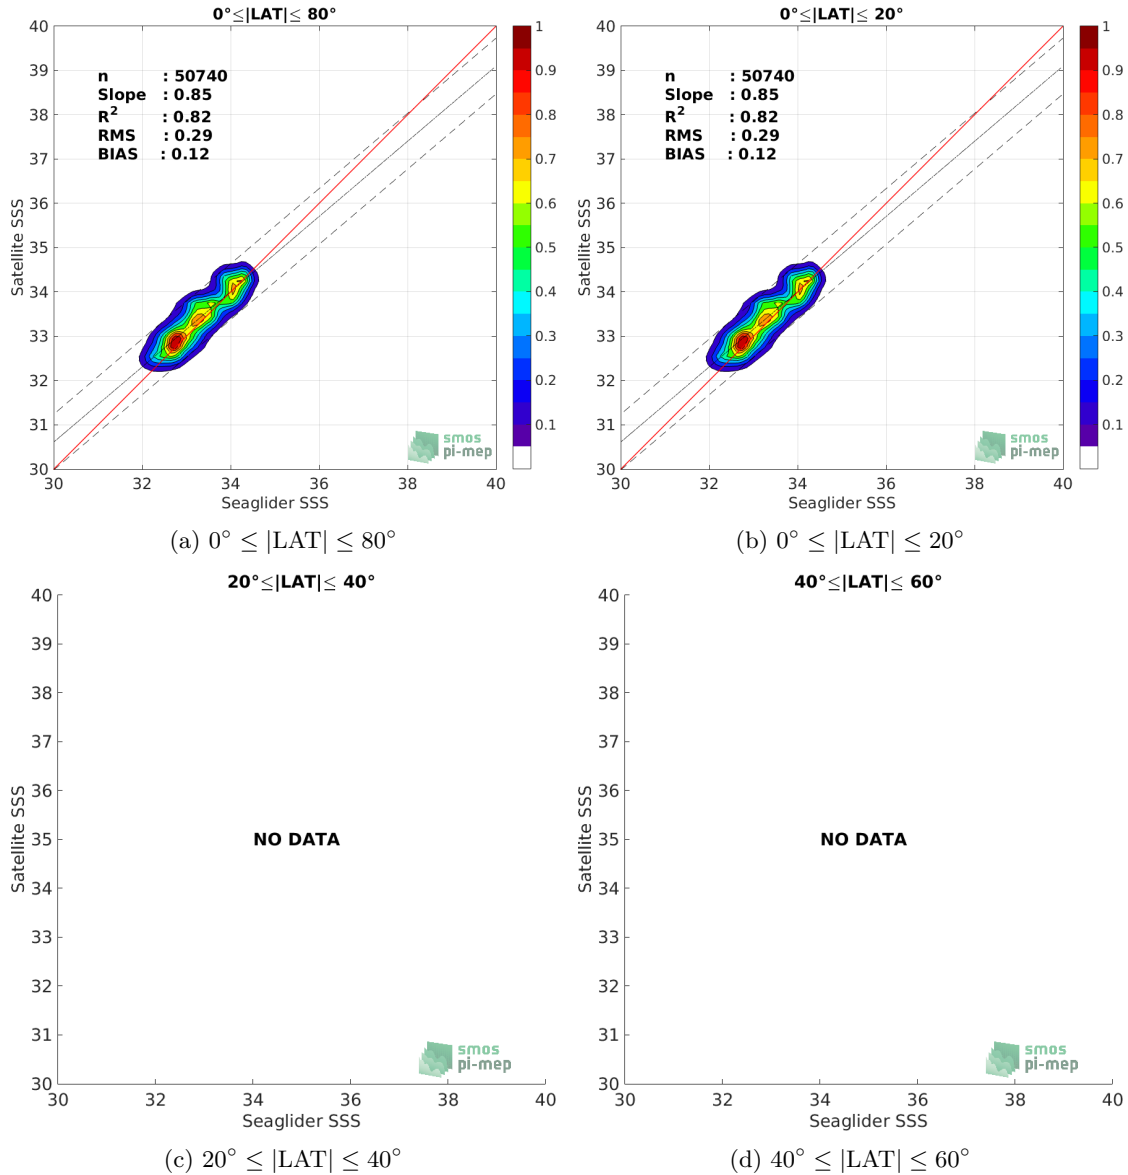 0°≤|LAT|≤ 80°
40
39
38
37
36
35
34
33
32
31
30
Satellite SSS
n : 50740
Slope : 0.85
R² : 0.82
RMS : 0.29
BIAS : 0.12
smos
pi-mep
30 32 34 36 38 40
Seaglider SSS
1
0.9
0.8
0.7
0.6
0.5
0.4
0.3
0.2
0.1
(a) 0° ≤ |LAT| ≤ 80°
0°≤|LAT|≤ 20°
40
39
38
37
36
35
34
33
32
31
30
Satellite SSS
n : 50740
Slope : 0.85
R² : 0.82
RMS : 0.29
BIAS : 0.12
smos
pi-mep
30 32 34 36 38 40
Seaglider SSS
1
0.9
0.8
0.7
0.6
0.5
0.4
0.3
0.2
0.1
(b) 0° ≤ |LAT| ≤ 20°
20°≤|LAT|≤ 40°
40
39
38
37
36
35
34
33
32
31
30
Satellite SSS
NO DATA
smos
pi-mep
30 32 34 36 38 40
Seaglider SSS
(c) 20° ≤ |LAT| ≤ 40°
40°≤|LAT|≤ 60°
40
39
38
37
36
35
34
33
32
31
30
Satellite SSS
NO DATA
smos
pi-mep
30 32 34 36 38 40
Seaglider SSS
(d) 40° ≤ |LAT| ≤ 60°